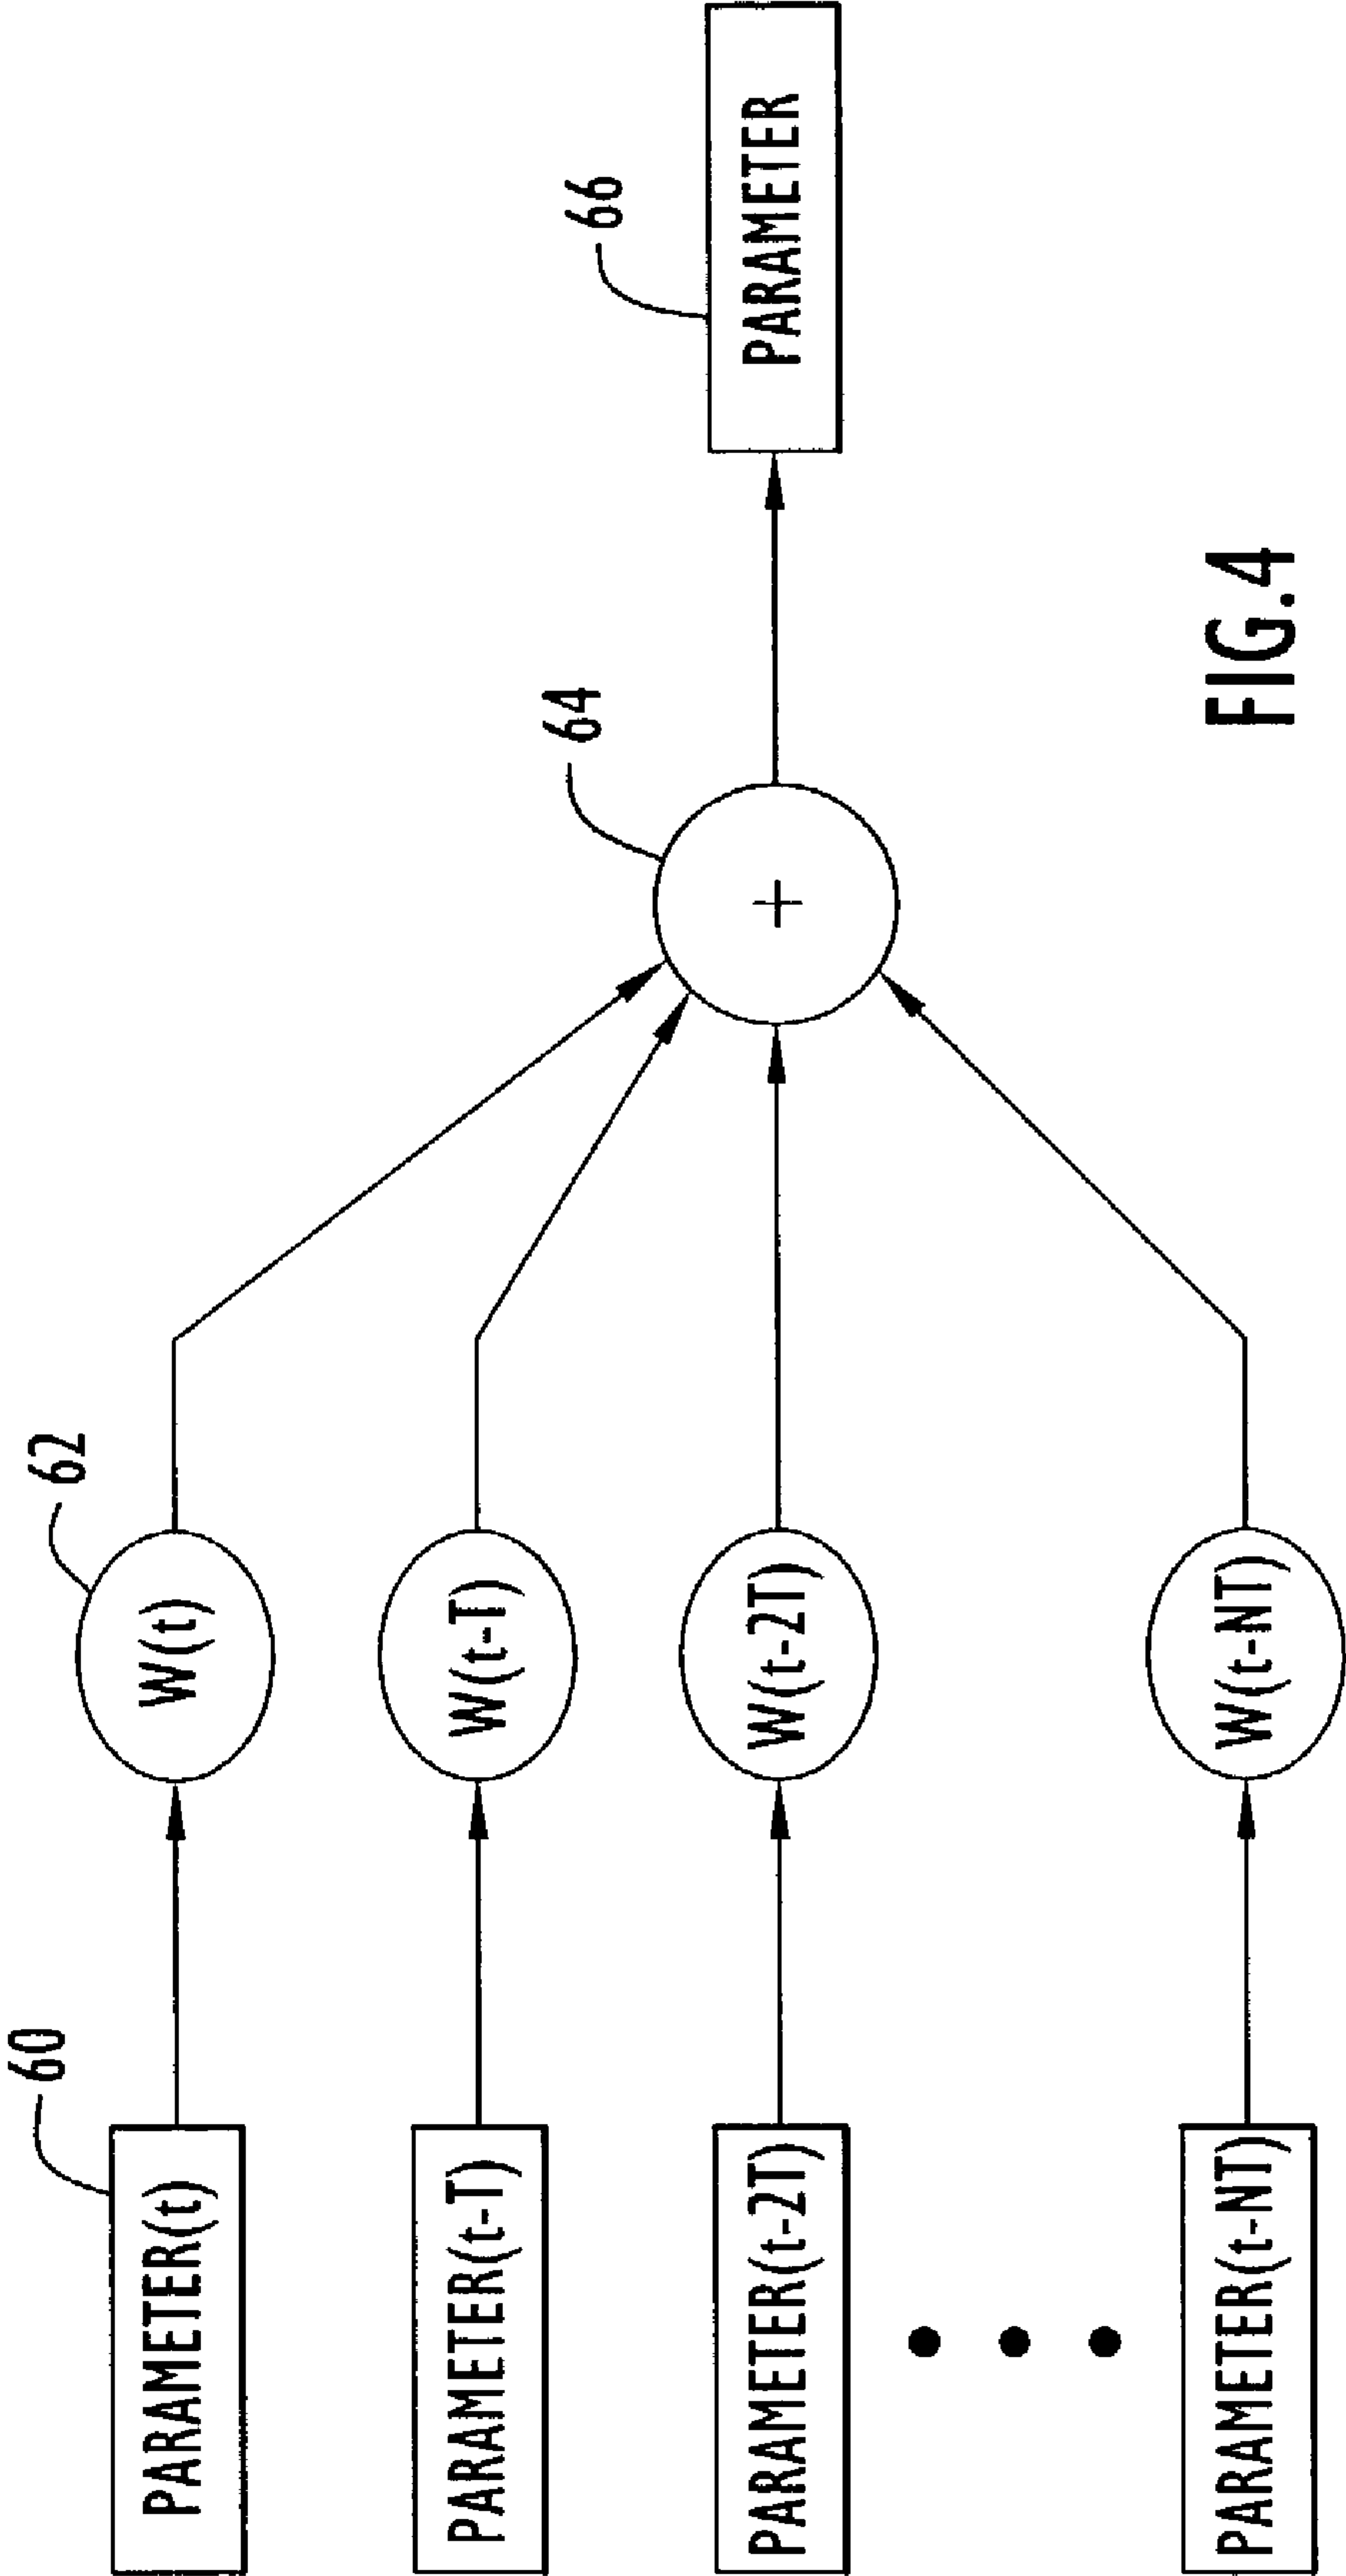 60
PARAMETER(t)
62
W(t)
PARAMETER(t-T)
W(t-T)
PARAMETER(t-2T)
W(t-2T)
PARAMETER(t-NT)
W(t-NT)
64
+
66
PARAMETER
FIG.4